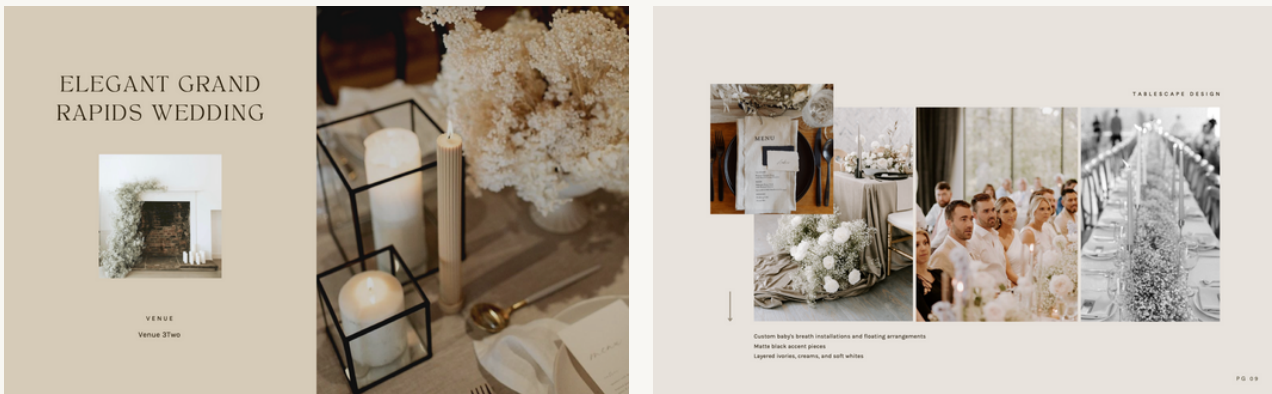 ELEGANT GRAND
RAPIDS WEDDING
VENUE
Venue 3Two
TABLESCAPE DESIGN
MENU
Custom baby's breath installations and floating arrangements
Matte black accent pieces
Layered ivories, creams, and soft whites
PG 09